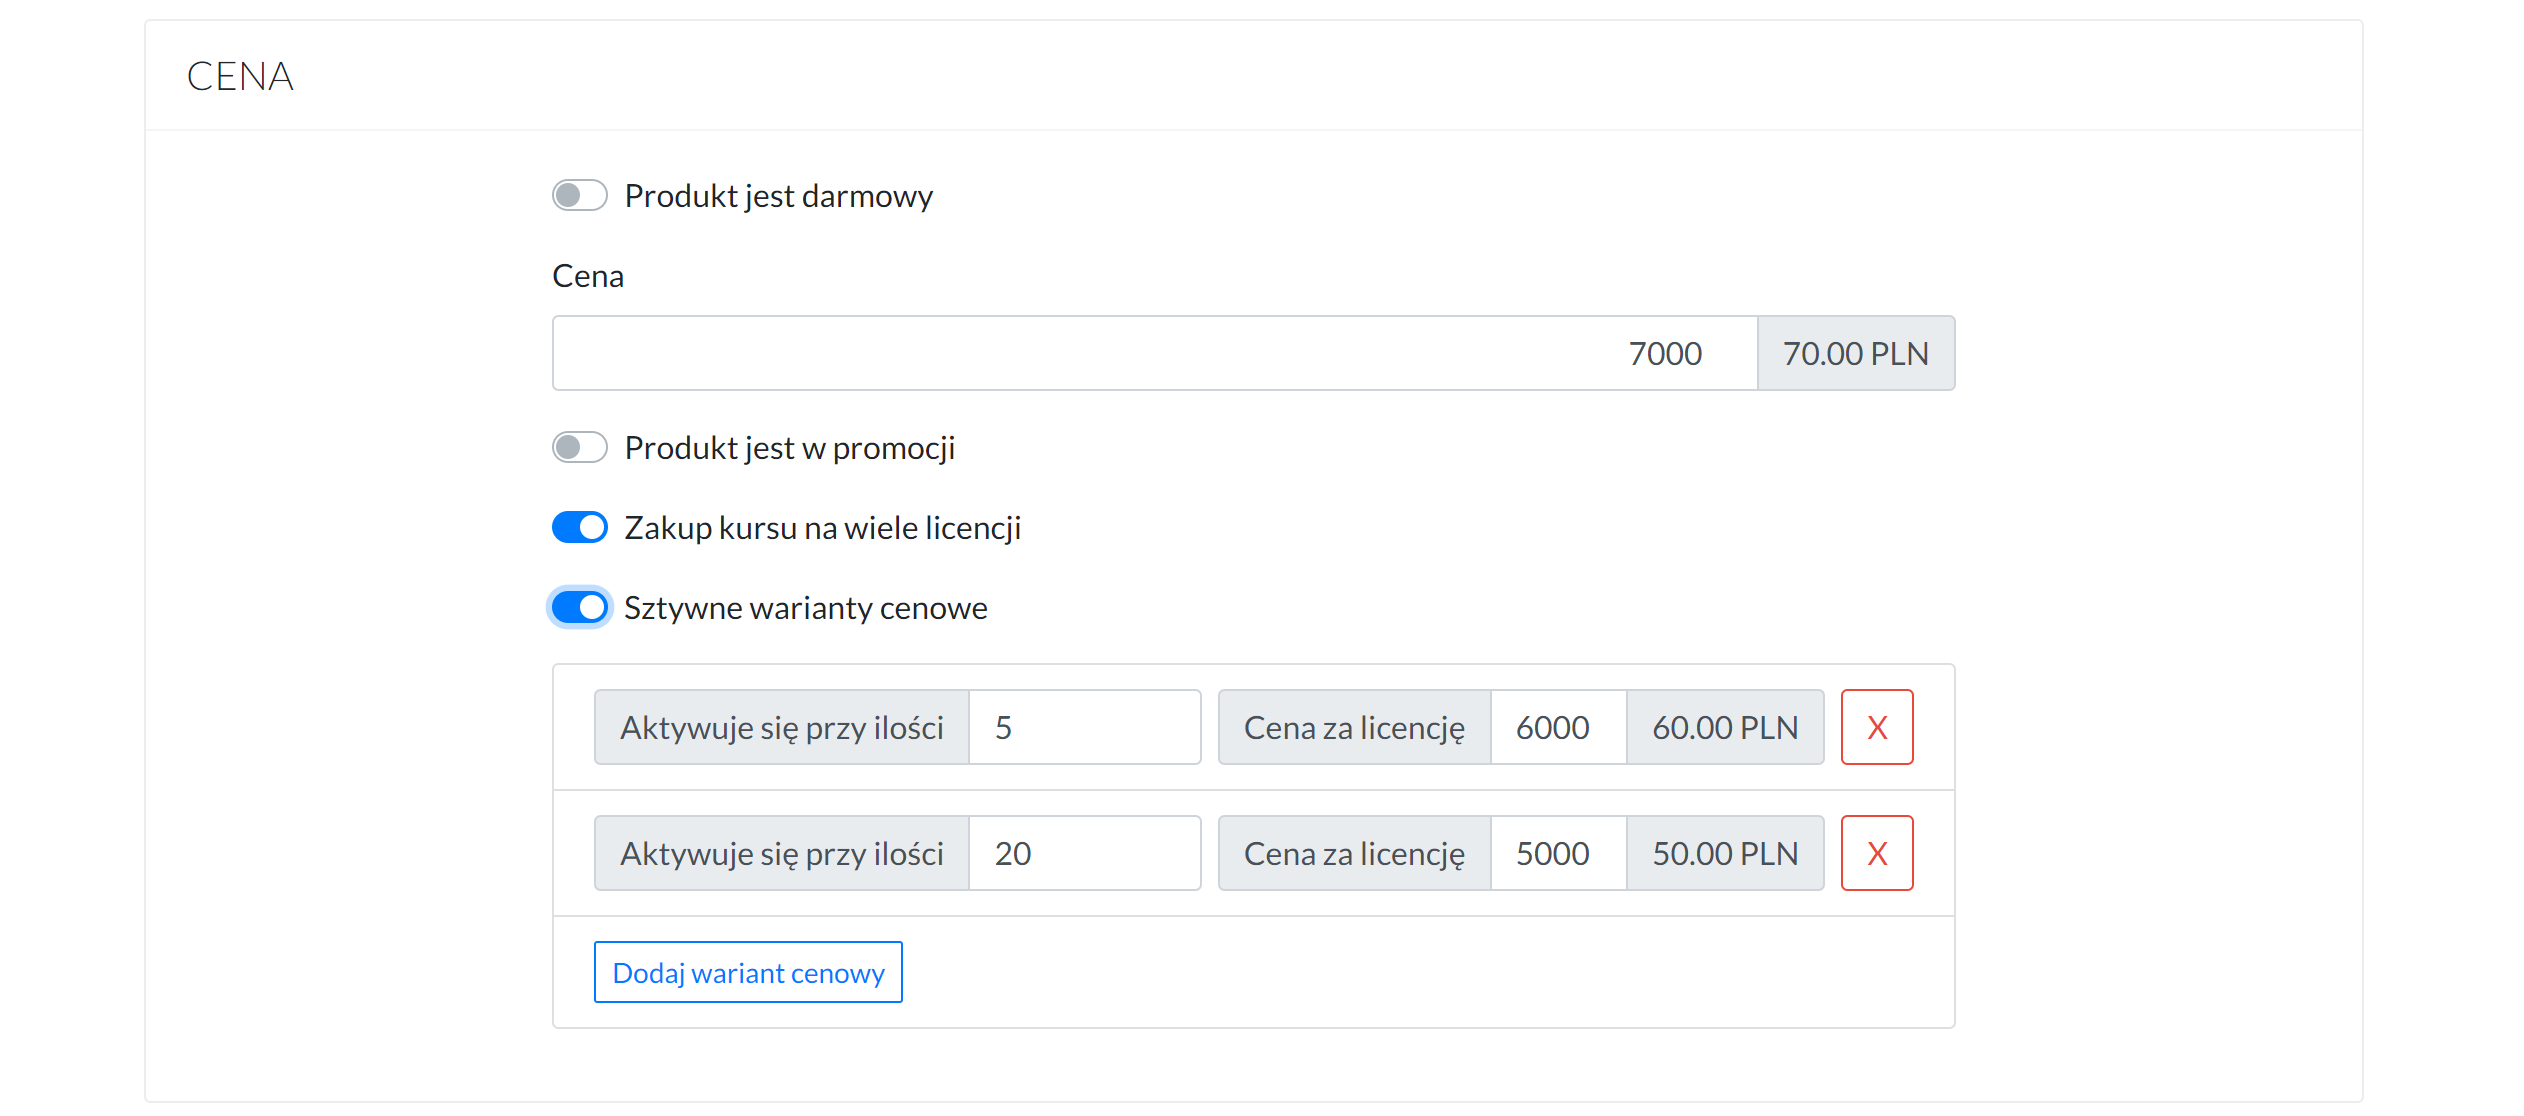 CENA
Produkt jest darmowy
Cena
7000 70.00 PLN
Produkt jest w promocji
Zakup kursu na wiele licencji
Sztywne warianty cenowe
Aktywuje się przy ilości 5 Cena za licencję 6000 60.00 PLN X
Aktywuje się przy ilości 20 Cena za licencję 5000 50.00 PLN X
Dodaj wariant cenowy